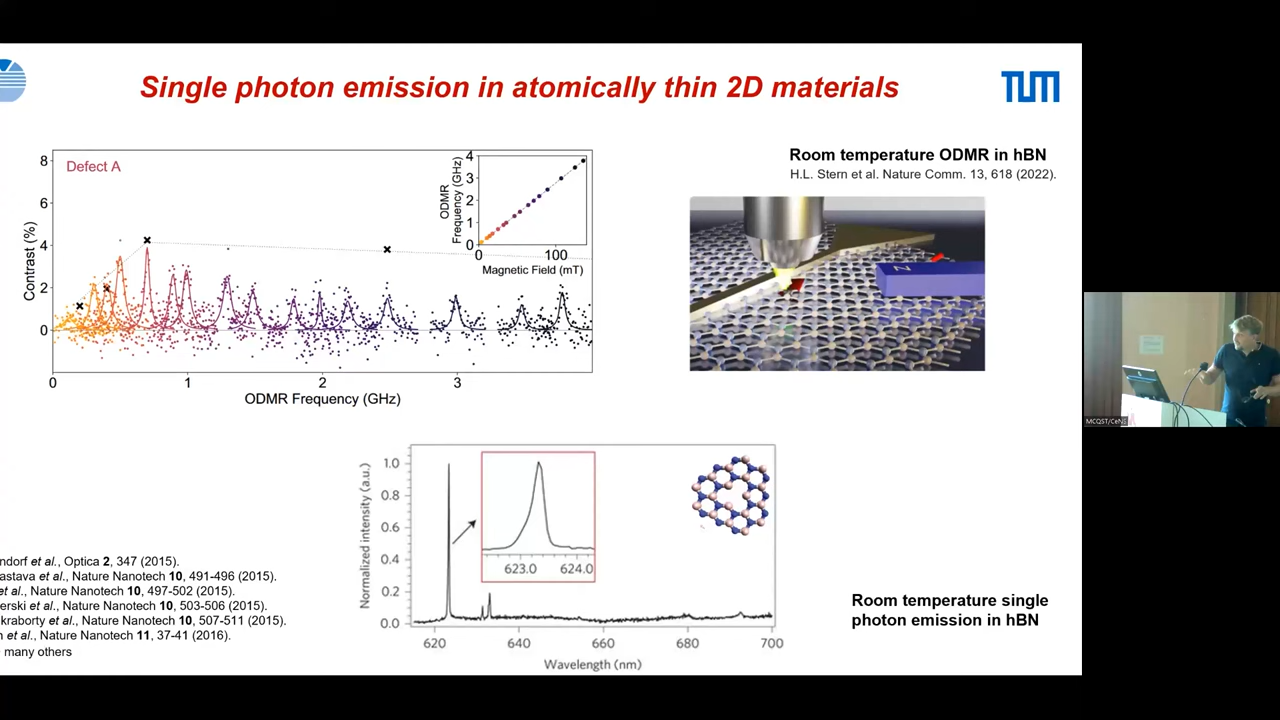 Single photon emission in atomically thin 2D materials
TUM
Defect A
Contrast (%)
8
6
4
2
0
0
1
2
3
ODMR Frequency (GHz)
ODMR
Frequency (GHz)
4
3
2
1
0
0
100
Magnetic Field (mT)
Room temperature ODMR in hBN
H.L. Stern et al. Nature Comm. 13, 618 (2022).
N
MCQST/CeNS
Normalized intensity (a.u.)
1.0
0.8
0.6
0.4
0.2
0.0
623.0
624.0
620
640
660
680
700
Wavelength (nm)
Room temperature single
photon emission in hBN
ndorf et al., Optica 2, 347 (2015).
astava et al., Nature Nanotech 10, 491-496 (2015).
et al., Nature Nanotech 10, 497-502 (2015).
erski et al., Nature Nanotech 10, 503-506 (2015).
kraborty et al., Nature Nanotech 10, 507-511 (2015).
n et al., Nature Nanotech 11, 37-41 (2016).
many others